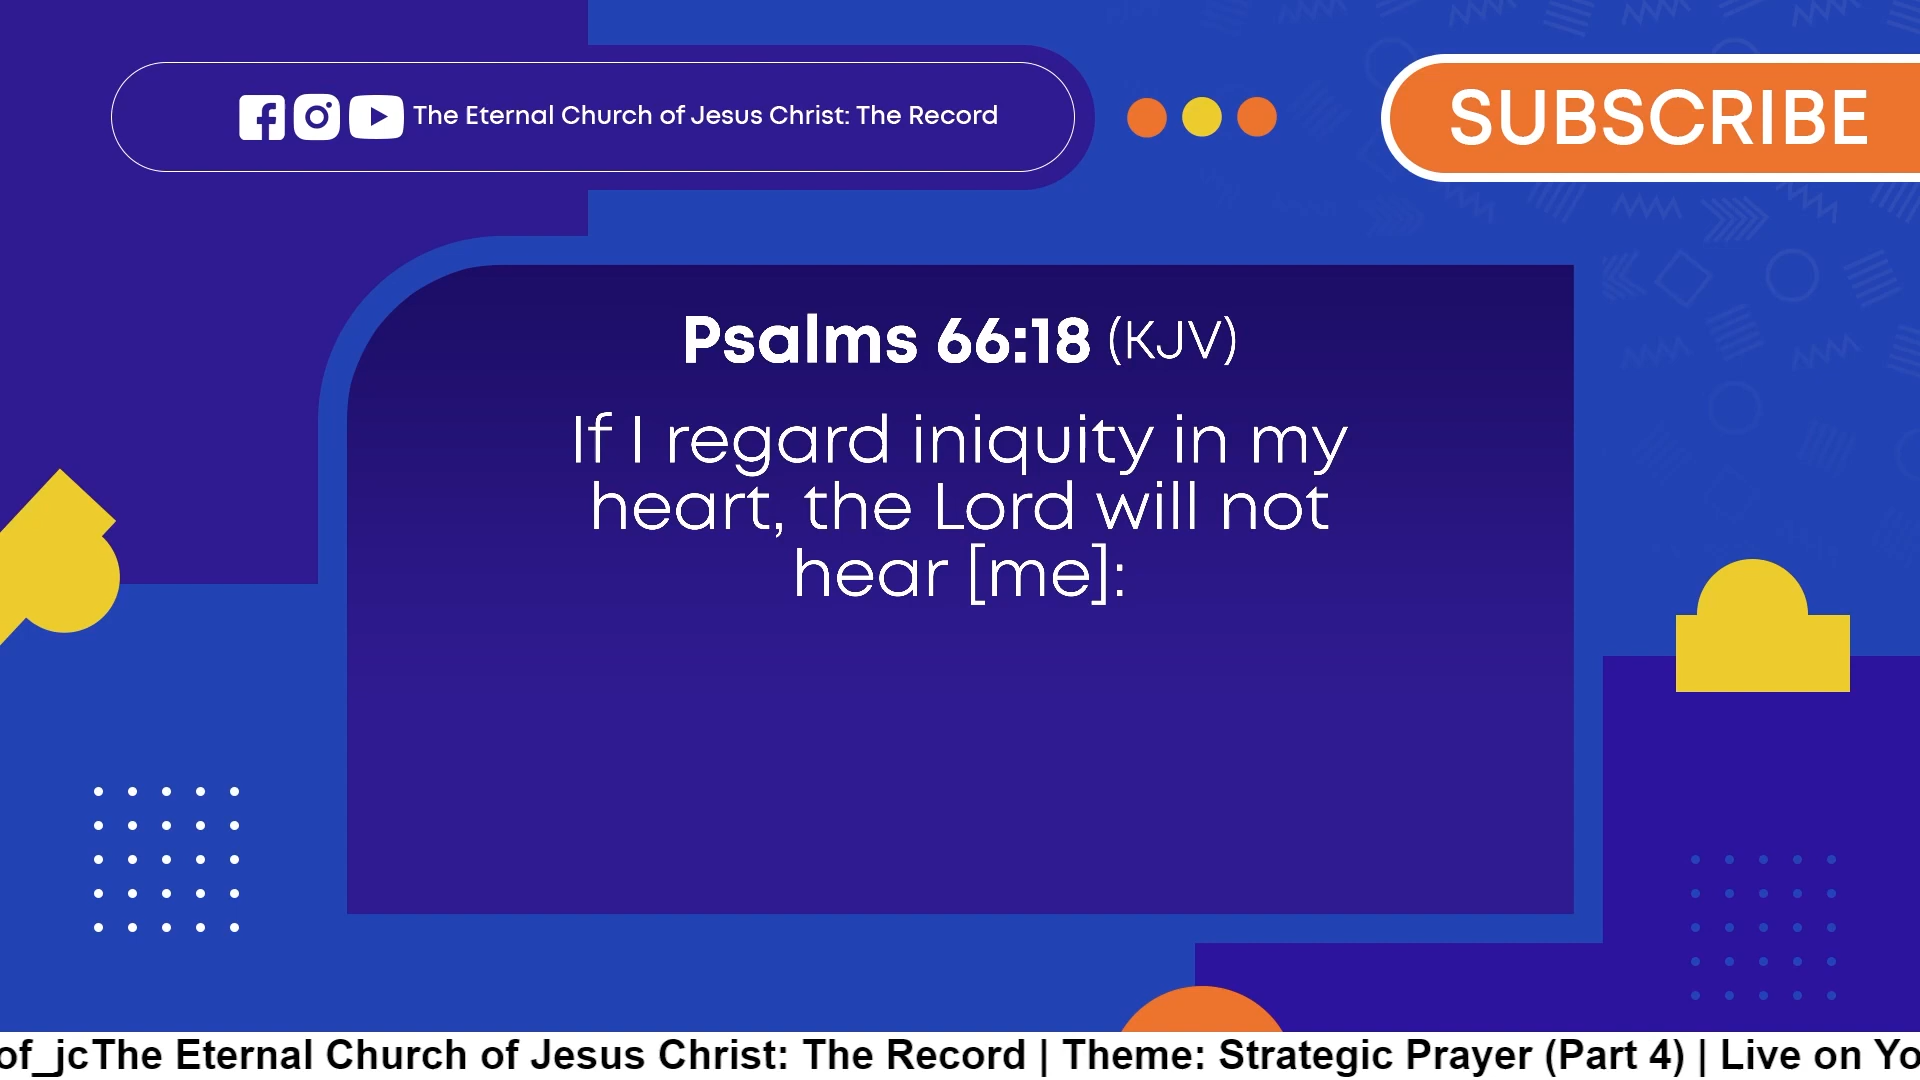 The Eternal Church of Jesus Christ: The Record
SUBSCRIBE
Psalms 66:18 (KJV)
If I regard iniquity in my
heart, the Lord will not
hear [me]:
of_jcThe Eternal Church of Jesus Christ: The Record | Theme: Strategic Prayer (Part 4) | Live on Yo